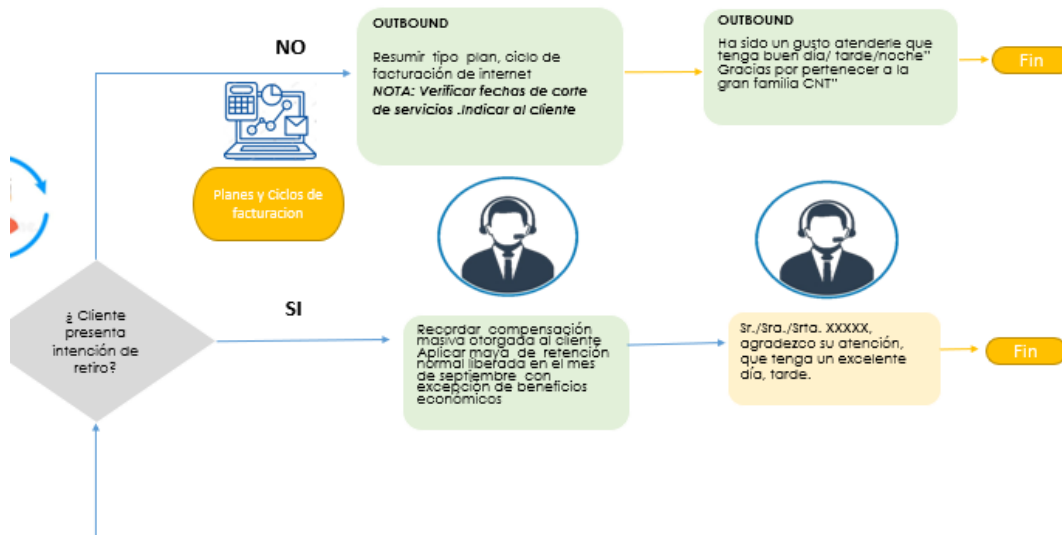 OUTBOUND
Resumir tipo plan, ciclo de
facturación de internet
NOTA: Verificar fechas de corte
de servicios .Indicar al cliente
OUTBOUND
Ha sido un gusto atenderle que
tenga buen día/ tarde/noche"
Gracias por pertenecer a la
gran familia CNT"
Fin
NO
Planes y Ciclos de
facturacion
¿ Cliente
presenta
intención de
retiro?
SI
Recordar compensación
masiva otorgada al cliente
Aplicar maya de retención
normal liberada en el mes
de septiembre con
excepción de beneficios
económicos
Sr./Sra./Srta. XXXXX,
agradezco su atención,
que tenga un excelente
día, tarde.
Fin